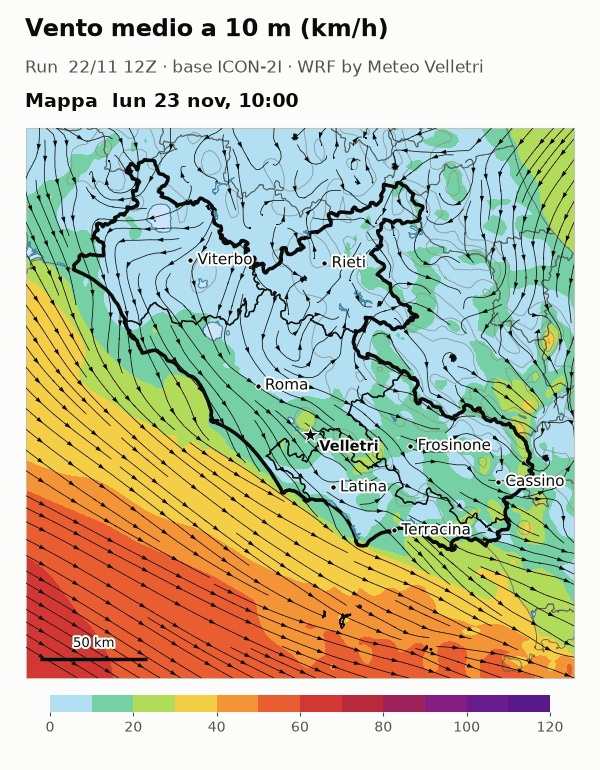 Vento medio a 10 m (km/h)
Run  22/11 12Z · base ICON-2I · WRF by Meteo Velletri
Mappa  lun 23 nov, 10:00
Viterbo
Rieti
Roma
Velletri
Frosinone
Latina
Cassino
Terracina
50 km
0 20 40 60 80 100 120